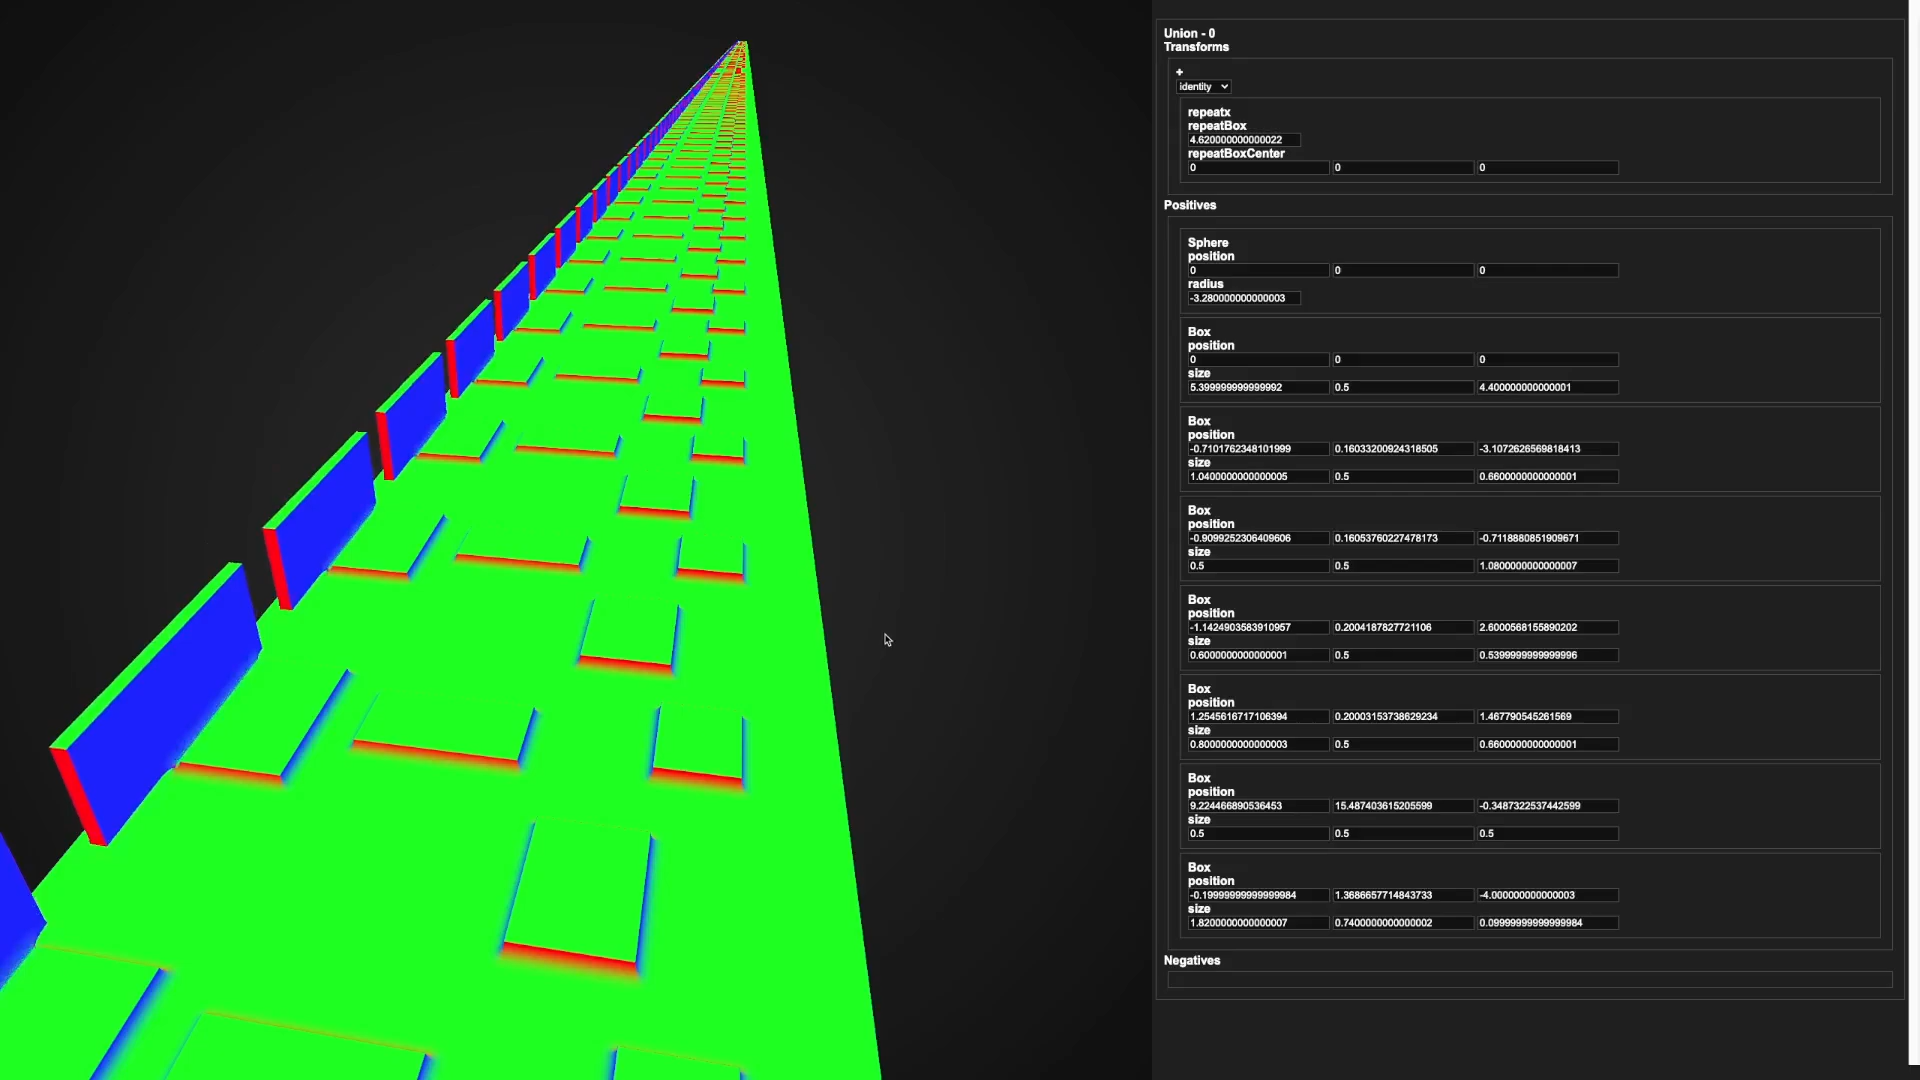 Union - 0
Transforms
+
identity
repeatx
repeatBox
4.620000000000022
repeatBoxCenter
0 0 0
Positives
Sphere
position
0 0 0
radius
-3.280000000000003
Box
position
0 0 0
size
5.399999999999992 0.5 4.400000000000001
Box
position
-0.7101762348101999 0.16033200924318505 -3.1072626569818413
size
1.0400000000000005 0.5 0.6600000000000001
Box
position
-0.9099252306409606 0.16053760227478173 -0.7118880851909671
size
0.5 0.5 1.0800000000000007
Box
position
-1.1424903583910957 0.2004187827721106 2.6000568155890202
size
0.6000000000000001 0.5 0.5399999999999996
Box
position
1.2545616717106394 0.20003153738629234 1.467790545261569
size
0.8000000000000003 0.5 0.6600000000000001
Box
position
9.224466890536453 15.487403615205599 -0.3487322537442599
size
0.5 0.5 0.5
Box
position
-0.19999999999999984 1.3686657714843733 -4.000000000000003
size
1.8200000000000007 0.7400000000000002 0.09999999999999984
Negatives